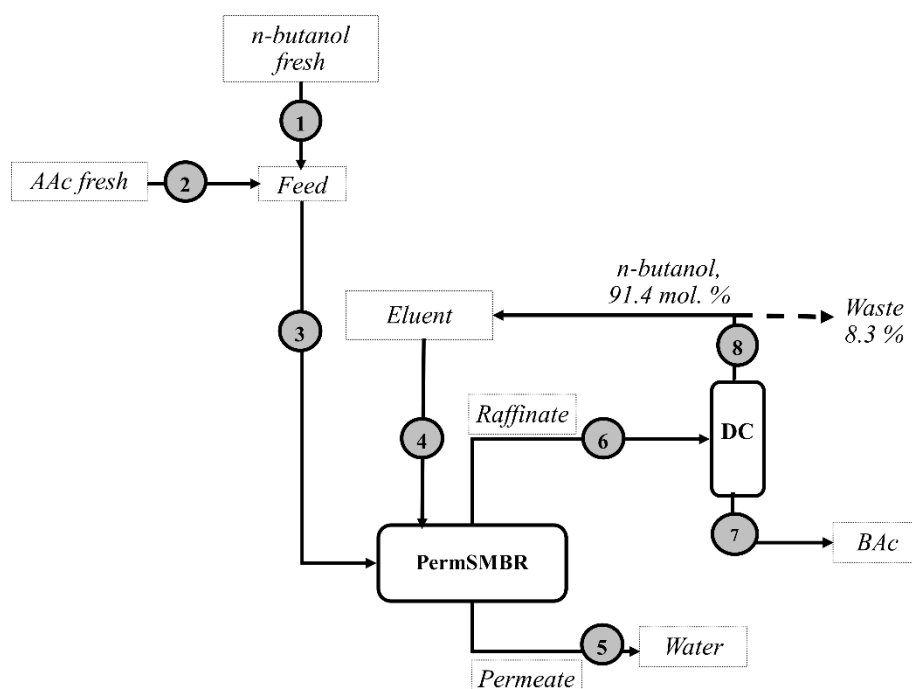 n-butanol
fresh
1
AAc fresh
2
Feed
n-butanol,
91.4 mol. %
Waste
8.3 %
Eluent
3
8
Raffinate
DC
4
6
7
BAc
PermSMBR
5
Water
Permeate